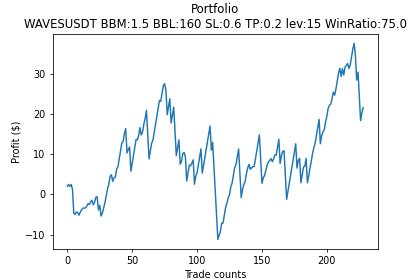 Portfolio
WAVESUSDT BBM:1.5 BBL:160 SL:0.6 TP:0.2 lev:15 WinRatio:75.0
30
20
10
0
−10
Profit ($)
0
50
100
150
200
Trade counts